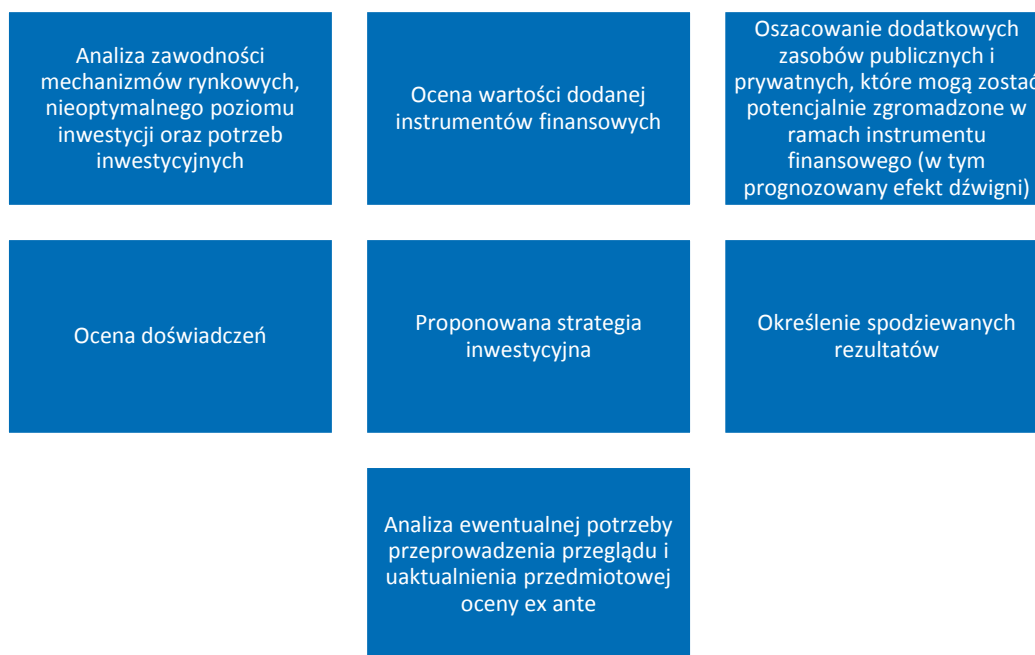 Analiza zawodności
mechanizmów rynkowych,
nieoptymalnego poziomu
inwestycji oraz potrzeb
inwestycyjnych
Ocena wartości dodanej
instrumentów finansowych
Oszacowanie dodatkowych
zasobów publicznych i
prywatnych, które mogą zostać
potencjalnie zgromadzone w
ramach instrumentu
finansowego (w tym
prognozowany efekt dźwigni)
Ocena doświadczeń
Proponowana strategia
inwestycyjna
Określenie spodziewanych
rezultatów
Analiza ewentualnej potrzeby
przeprowadzenia przeglądu i
uaktualnienia przedmiotowej
oceny ex ante